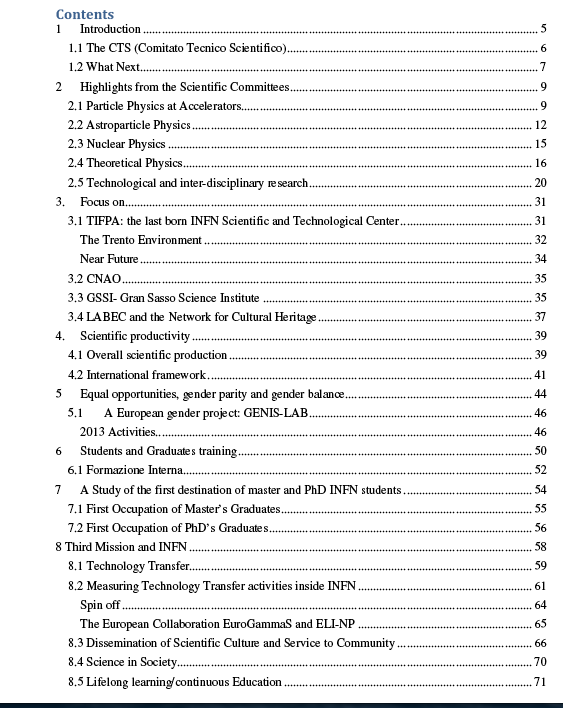 Contents
1 Introduction 5
1.1 The CTS (Comitato Tecnico Scientifico) 6
1.2 What Next 7
2 Highlights from the Scientific Committees 9
2.1 Particle Physics at Accelerators 9
2.2 Astroparticle Physics 12
2.3 Nuclear Physics 15
2.4 Theoretical Physics 16
2.5 Technological and inter-disciplinary research 20
3. Focus on 31
3.1 TIFPA: the last born INFN Scientific and Technological Center 31
The Trento Environment 32
Near Future 34
3.2 CNAO 35
3.3 GSSI- Gran Sasso Science Institute 35
3.4 LABEC and the Network for Cultural Heritage 37
4. Scientific productivity 39
4.1 Overall scientific production 39
4.2 International framework 41
5 Equal opportunities, gender parity and gender balance 44
5.1 A European gender project: GENIS-LAB 46
2013 Activities 46
6 Students and Graduates training 50
6.1 Formazione Interna 52
7 A Study of the first destination of master and PhD INFN students 54
7.1 First Occupation of Master's Graduates 55
7.2 First Occupation of PhD's Graduates 56
8 Third Mission and INFN 58
8.1 Technology Transfer 59
8.2 Measuring Technology Transfer activities inside INFN 61
Spin off 64
The European Collaboration EuroGammaS and ELI-NP 65
8.3 Dissemination of Scientific Culture and Service to Community 66
8.4 Science in Society 70
8.5 Lifelong learning/continuous Education 71